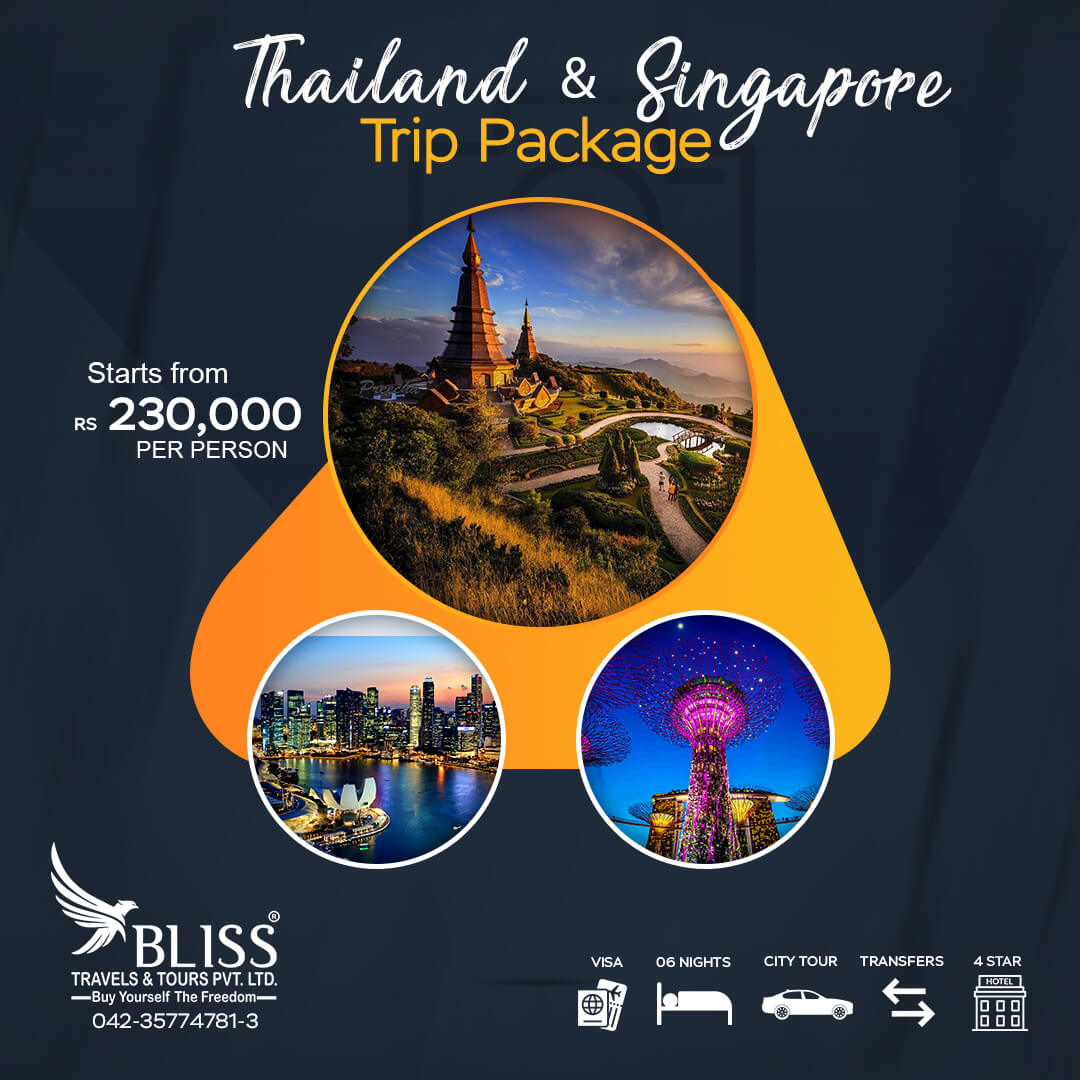 Thailand & Singapore
Trip Package
Starts from
RS 230,000
PER PERSON
BLISS®
TRAVELS & TOURS PVT. LTD.
Buy Yourself The Freedom
042-35774781-3
VISA
06 NIGHTS
CITY TOUR
TRANSFERS
4 STAR
HOTEL